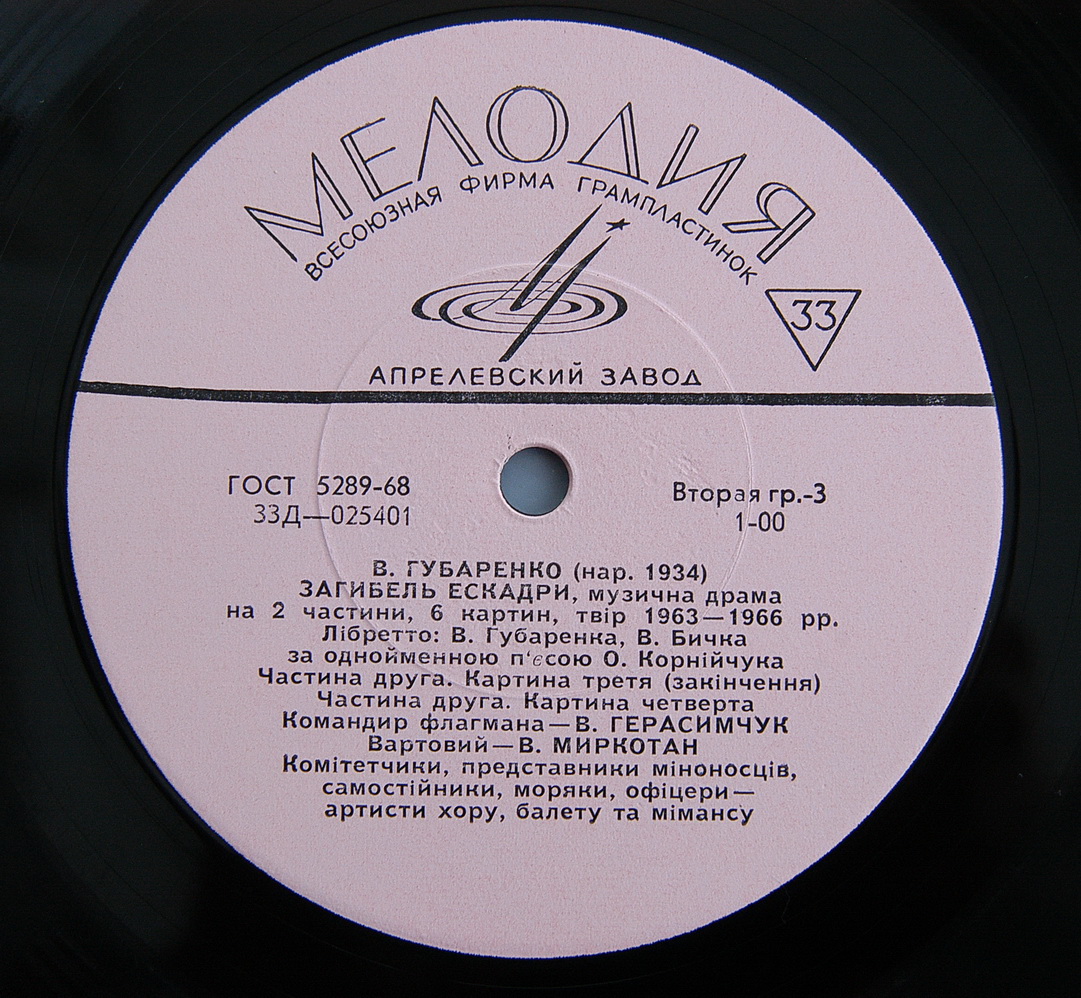 МЕЛОДИЯ
ВСЕСОЮЗНАЯ ФИРМА ГРАМПЛАСТИНОК
33
АПРЕЛЕВСКИЙ ЗАВОД
ГОСТ 5289-68
Вторая гр.-3
33Д—025401
1-00
В. ГУБАРЕНКО (нар. 1934)
ЗАГИБЕЛЬ ЕСКАДРИ, музична драма
на 2 частини, 6 картин, твір 1963—1966 рр.
Лібретто: В. Губаренка, В. Бичка
за однойменною п'єсою О. Корнійчука
Частина друга. Картина третя (закінчення)
Частина друга. Картина четверта
Командир флагмана—В. ГЕРАСИМЧУК
Вартовий—В. МИРКОТАН
Комітетчики, представники міноносців,
самостійники, моряки, офіцери—
артисти хору, балету та мімансу